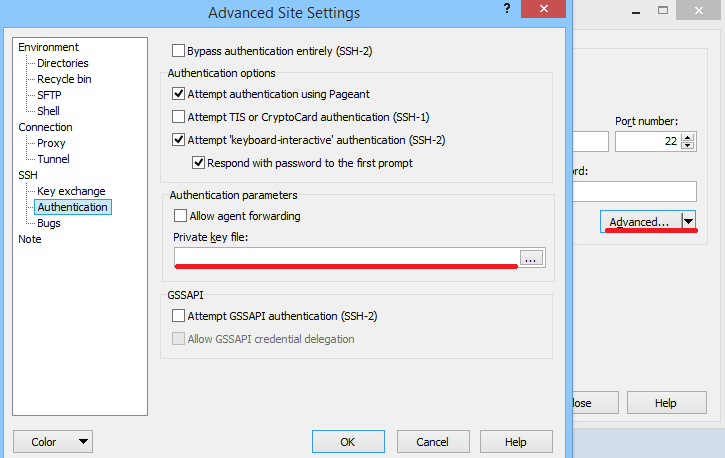 Advanced Site Settings
?
Environment
Directories
Recycle bin
SFTP
Shell
Connection
Proxy
Tunnel
SSH
Key exchange
Authentication
Bugs
Note
Bypass authentication entirely (SSH-2)
Authentication options
Attempt authentication using Pageant
Attempt TIS or CryptoCard authentication (SSH-1)
Attempt 'keyboard-interactive' authentication (SSH-2)
Respond with password to the first prompt
Authentication parameters
Allow agent forwarding
Private key file:
...
GSSAPI
Attempt GSSAPI authentication (SSH-2)
Allow GSSAPI credential delegation
Color
OK
Cancel
Help
Port number:
22
ord:
Advanced...
lose
Help